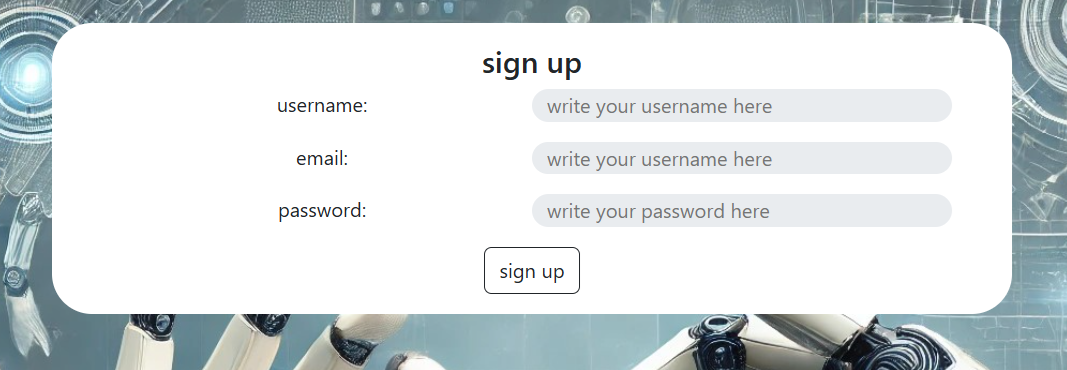 sign up
username: write your username here
email: write your username here
password: write your password here
sign up